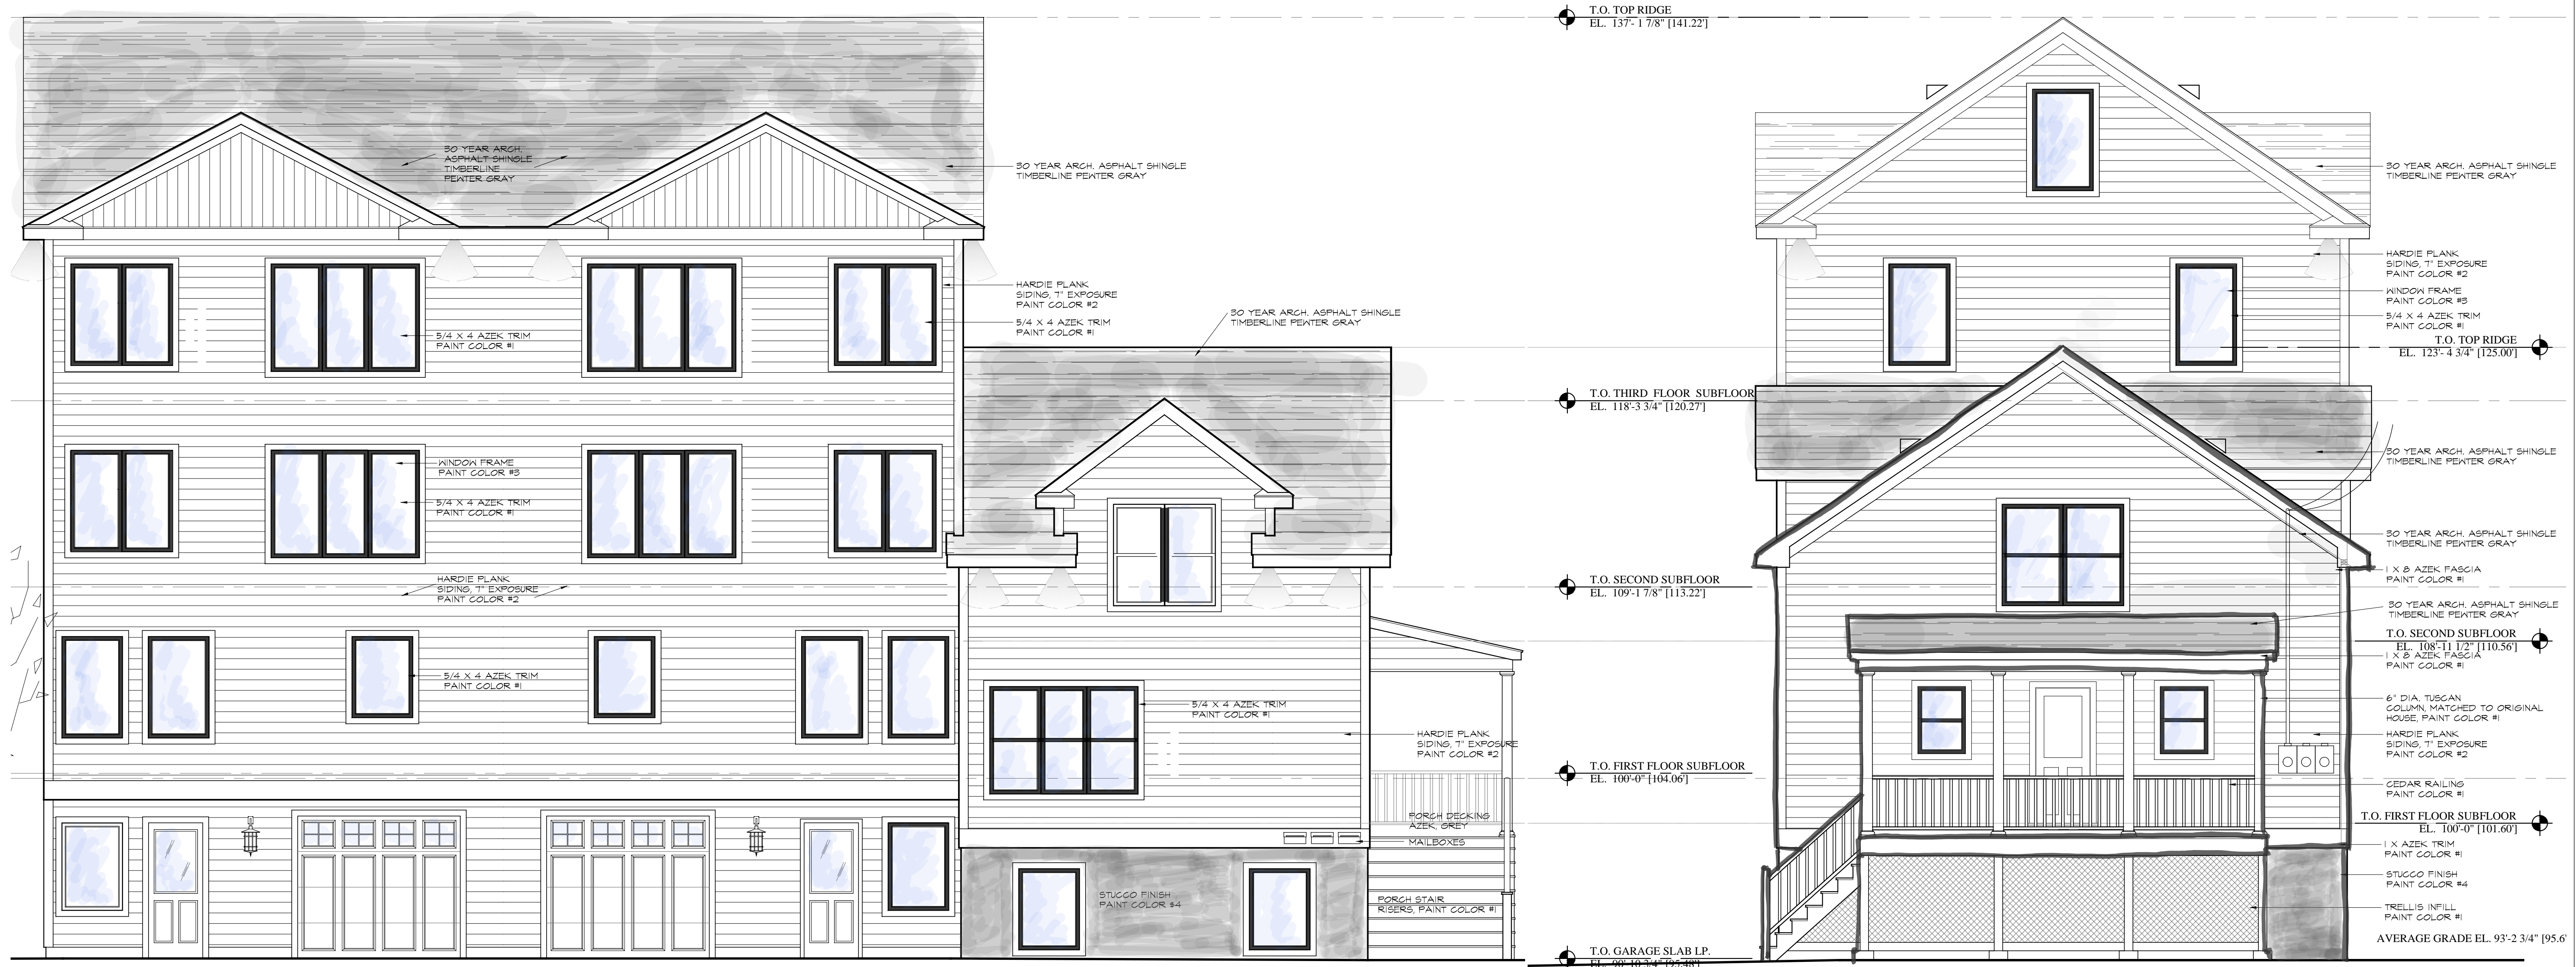 T.O. TOP RIDGE
EL. 137'- 1 7/8" [141.22']
30 YEAR ARCH.
ASPHALT SHINGLE
TIMBERLINE
PEWTER GRAY
30 YEAR ARCH. ASPHALT SHINGLE
TIMBERLINE PEWTER GRAY
HARDIE PLANK
SIDING, 7" EXPOSURE
PAINT COLOR #2
5/4 X 4 AZEK TRIM
PAINT COLOR #1
5/4 X 4 AZEK TRIM
PAINT COLOR #1
30 YEAR ARCH. ASPHALT SHINGLE
TIMBERLINE PEWTER GRAY
WINDOW FRAME
PAINT COLOR #3
5/4 X 4 AZEK TRIM
PAINT COLOR #1
HARDIE PLANK
SIDING, 7" EXPOSURE
PAINT COLOR #2
5/4 X 4 AZEK TRIM
PAINT COLOR #1
5/4 X 4 AZEK TRIM
PAINT COLOR #1
HARDIE PLANK
SIDING, 7" EXPOSURE
PAINT COLOR #2
PORCH DECKING
AZEK, GREY
MAILBOXES
STUCCO FINISH
PAINT COLOR #4
PORCH STAIR
RISERS, PAINT COLOR #1
T.O. THIRD FLOOR SUBFLOOR
EL. 118'-3 3/4" [120.27']
T.O. SECOND SUBFLOOR
EL. 109'-1 7/8" [113.22']
T.O. FIRST FLOOR SUBFLOOR
EL. 100'-0" [104.06']
T.O. GARAGE SLAB LP.
EL. 90'-10 3/4" [95.48']
30 YEAR ARCH. ASPHALT SHINGLE
TIMBERLINE PEWTER GRAY
HARDIE PLANK
SIDING, 7" EXPOSURE
PAINT COLOR #2
WINDOW FRAME
PAINT COLOR #3
5/4 X 4 AZEK TRIM
PAINT COLOR #1
T.O. TOP RIDGE
EL. 123'- 4 3/4" [125.00']
30 YEAR ARCH. ASPHALT SHINGLE
TIMBERLINE PEWTER GRAY
30 YEAR ARCH. ASPHALT SHINGLE
TIMBERLINE PEWTER GRAY
1 X 8 AZEK FASCIA
PAINT COLOR #1
30 YEAR ARCH. ASPHALT SHINGLE
TIMBERLINE PEWTER GRAY
T.O. SECOND SUBFLOOR
EL. 108'-11 1/2" [110.56']
1 X 8 AZEK FASCIA
PAINT COLOR #1
6" DIA. TUSCAN
COLUMN, MATCHED TO ORIGINAL
HOUSE, PAINT COLOR #1
HARDIE PLANK
SIDING, 7" EXPOSURE
PAINT COLOR #2
CEDAR RAILING
PAINT COLOR #1
T.O. FIRST FLOOR SUBFLOOR
EL. 100'-0" [101.60']
1 X AZEK TRIM
PAINT COLOR #1
STUCCO FINISH
PAINT COLOR #4
TRELLIS INFILL
PAINT COLOR #1
AVERAGE GRADE EL. 93'-2 3/4" [95.6'